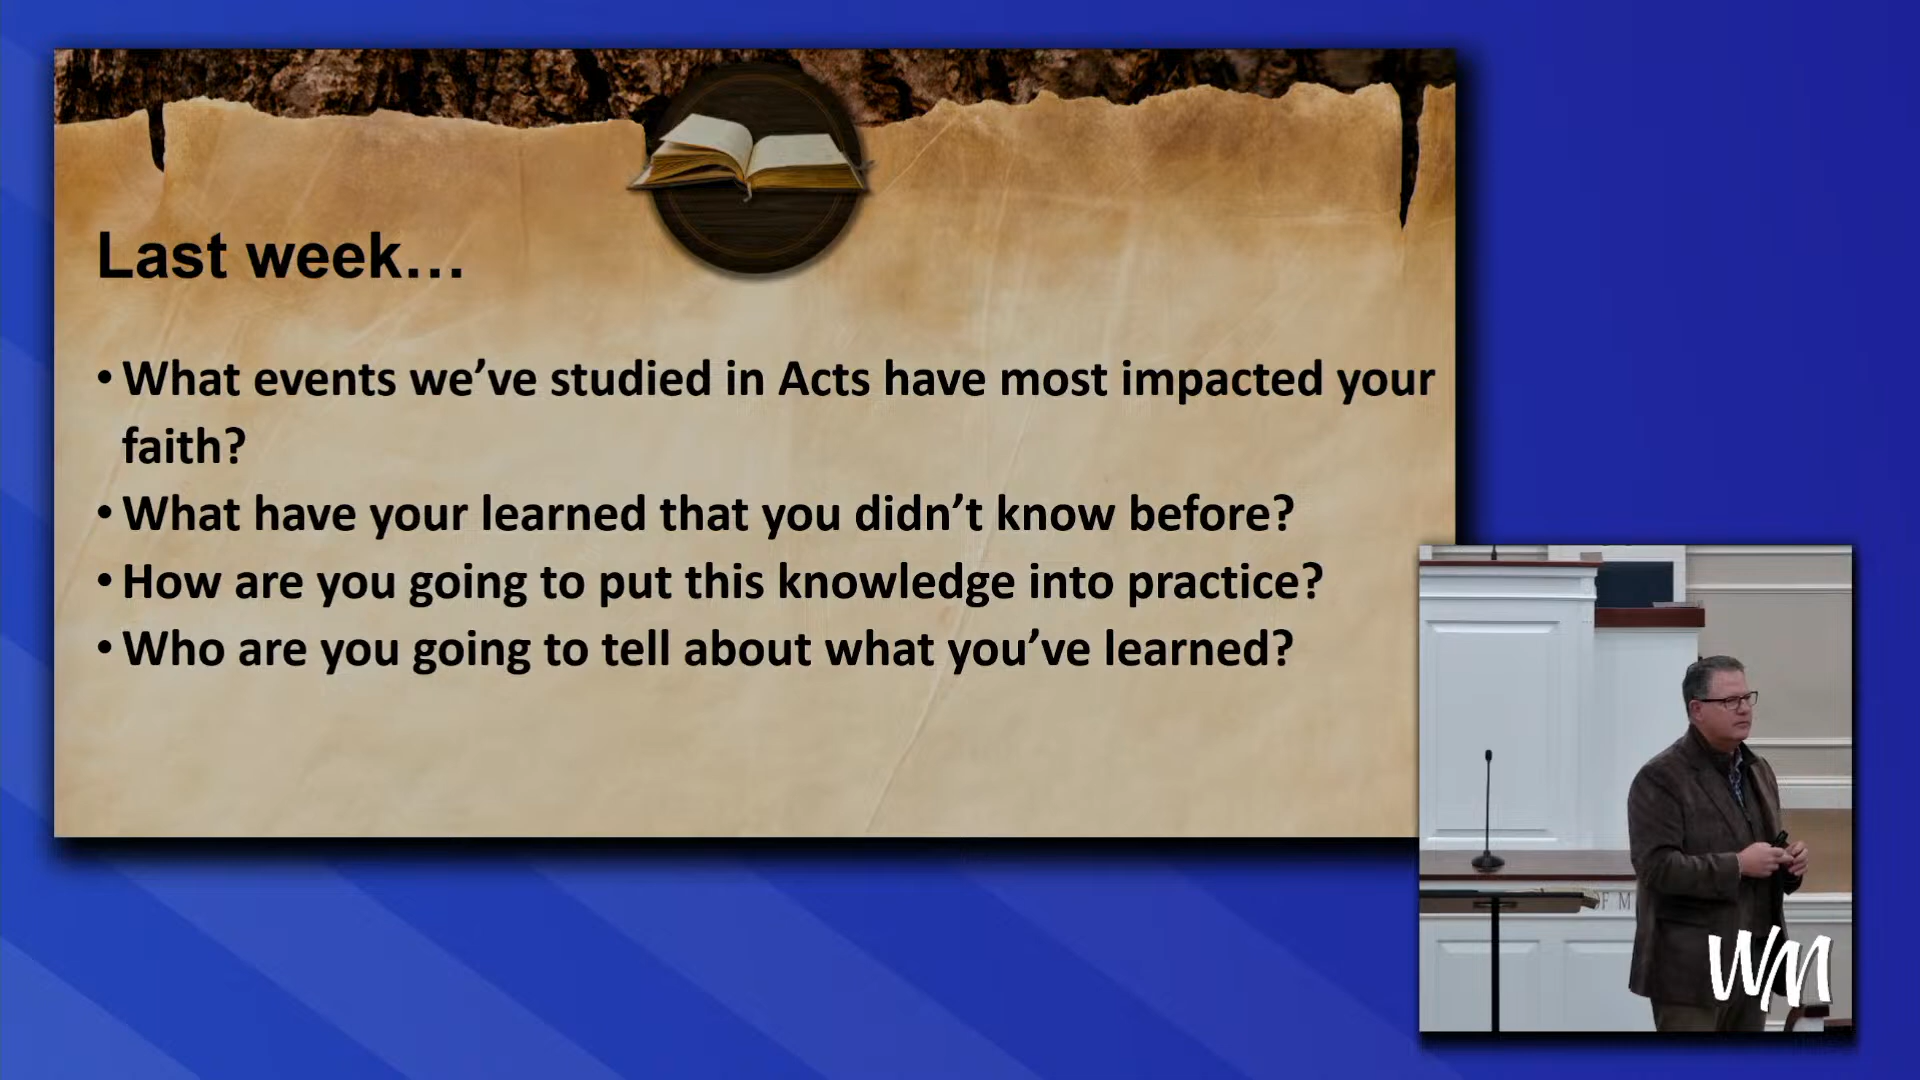 Last week…
• What events we’ve studied in Acts have most impacted your
faith?
• What have your learned that you didn’t know before?
• How are you going to put this knowledge into practice?
• Who are you going to tell about what you’ve learned?
OF M
WM